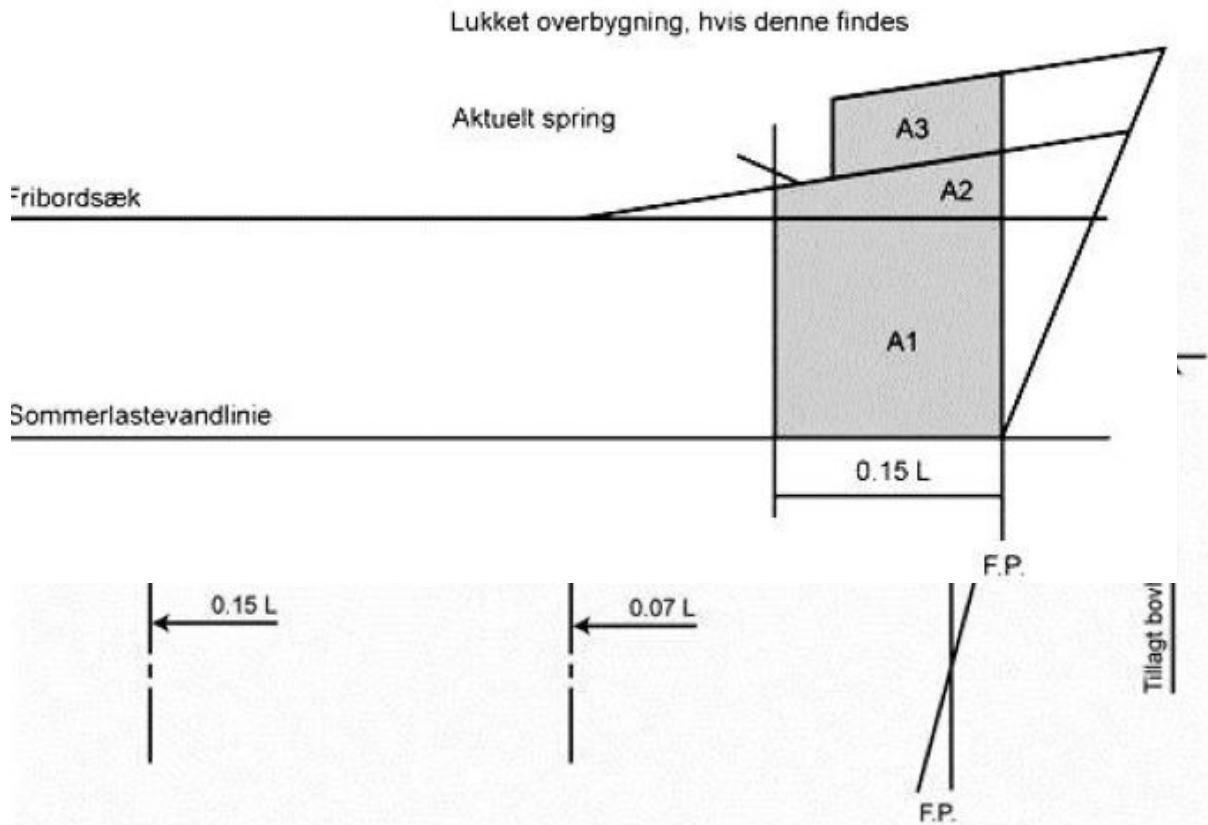 Lukket overbygning, hvis denne findes
Aktuelt spring
A3
A2
Fribordsæk
A1
Sommerlastevandlinie
0.15 L
F.P.
0.15 L
0.07 L
Tillagt bovl
F.P.